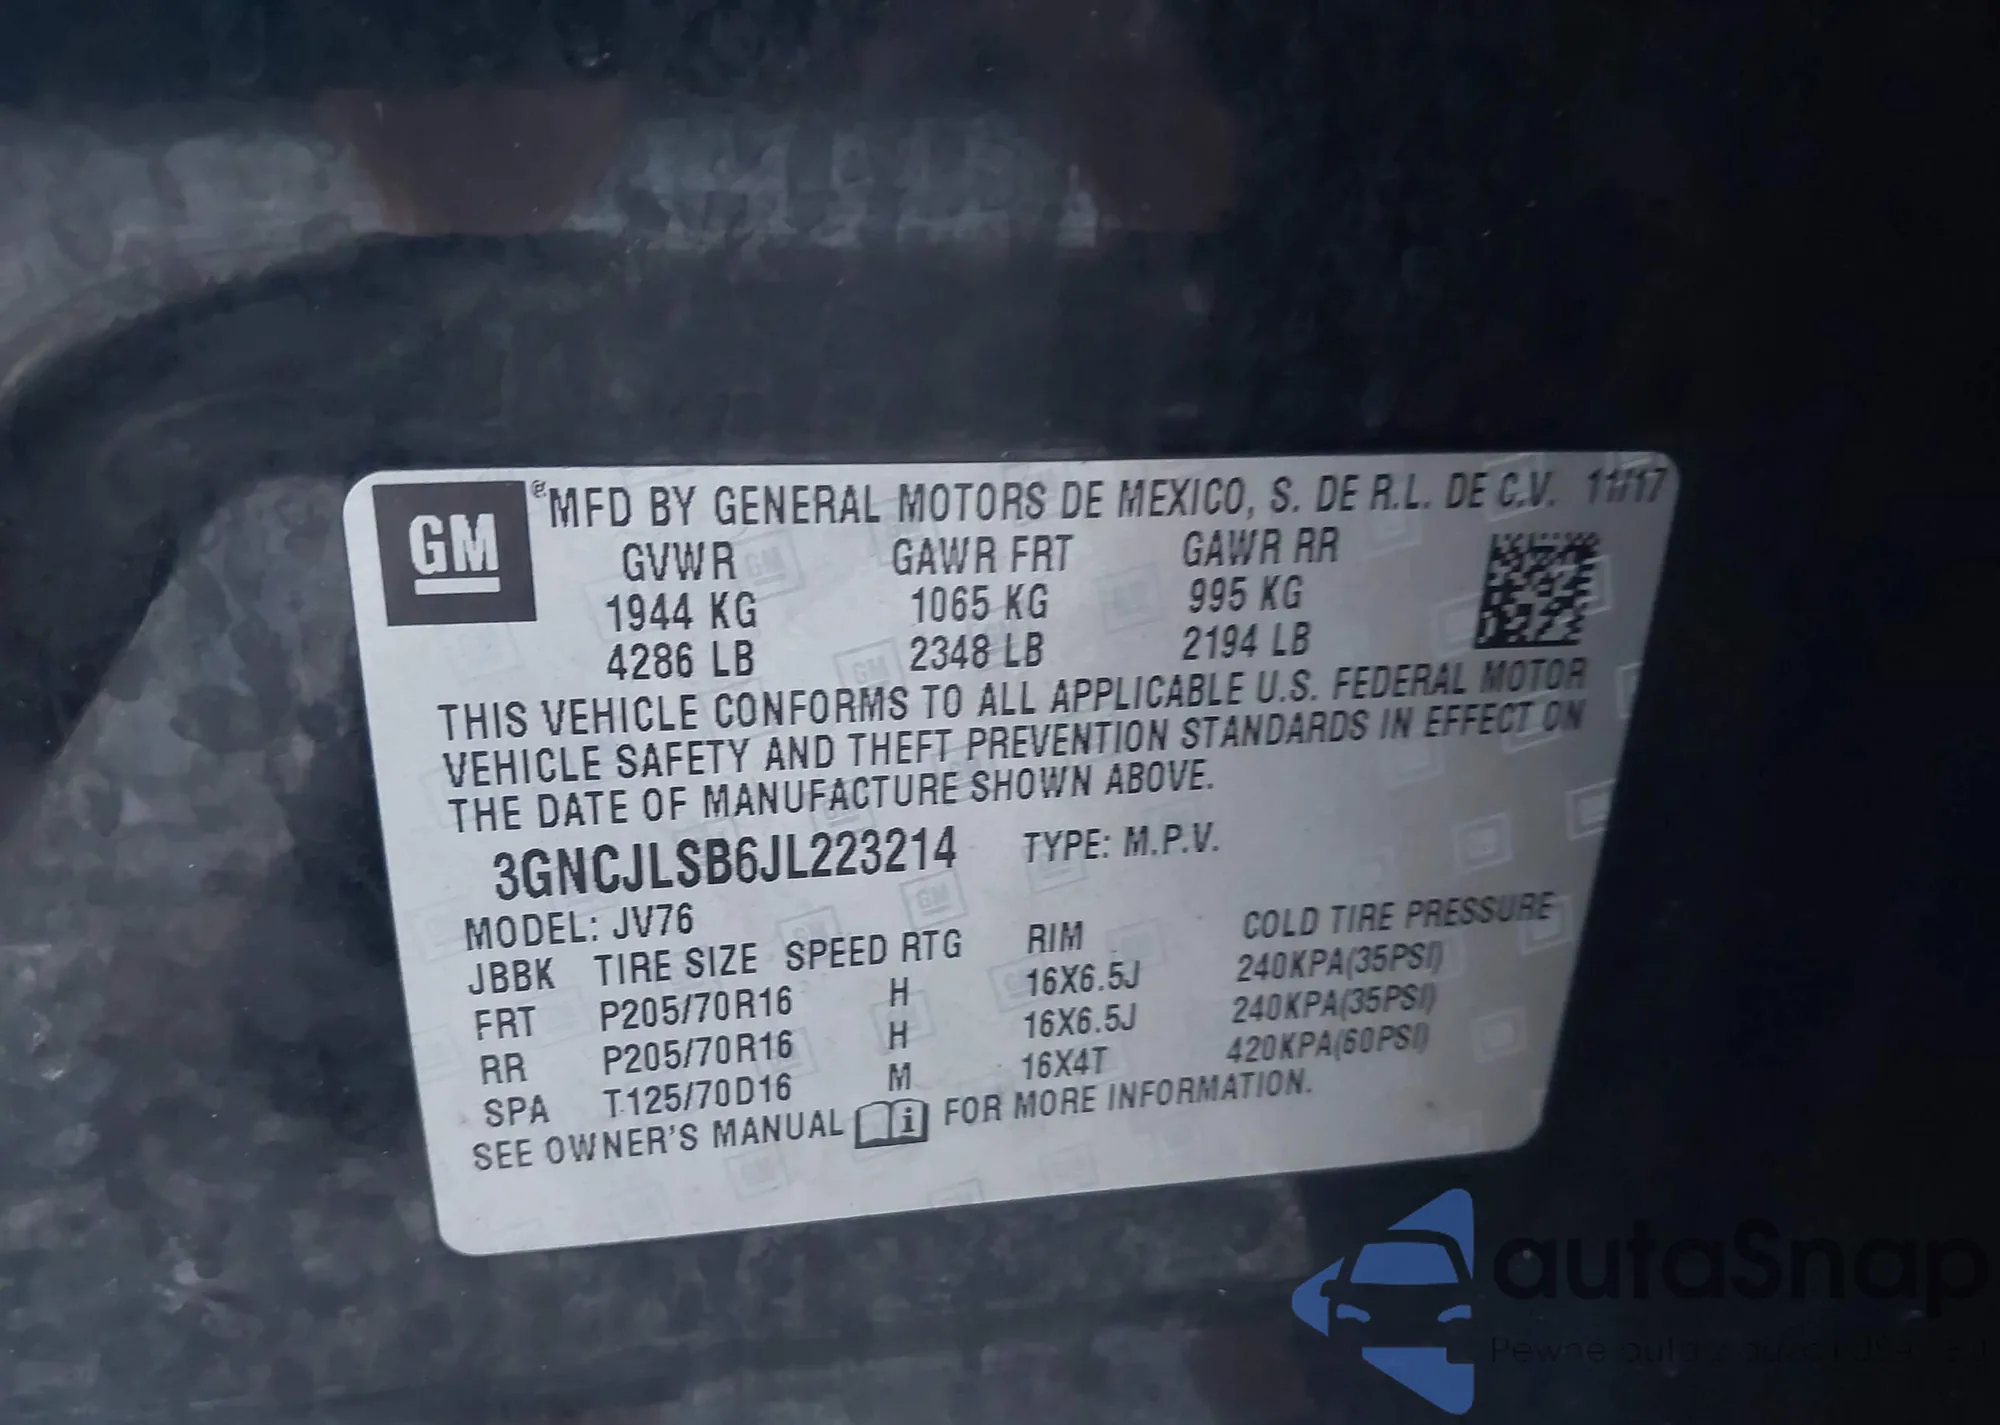 GM
MFD BY GENERAL MOTORS DE MEXICO, S. DE R.L. DE C.V. 11/17
GVWR GAWR FRT GAWR RR
1944 KG 1065 KG 995 KG
4286 LB 2348 LB 2194 LB
THIS VEHICLE CONFORMS TO ALL APPLICABLE U.S. FEDERAL MOTOR
VEHICLE SAFETY AND THEFT PREVENTION STANDARDS IN EFFECT ON
THE DATE OF MANUFACTURE SHOWN ABOVE.
3GNCJLSB6JL223214 TYPE: M.P.V.
MODEL: JV76
JBBK TIRE SIZE SPEED RTG RIM COLD TIRE PRESSURE
FRT P205/70R16 H 16X6.5J 240KPA(35PSI)
RR P205/70R16 H 16X6.5J 240KPA(35PSI)
SPA T125/70D16 M 16X4T 420KPA(60PSI)
SEE OWNER'S MANUAL i FOR MORE INFORMATION.
autaSnap
Pewne auta z